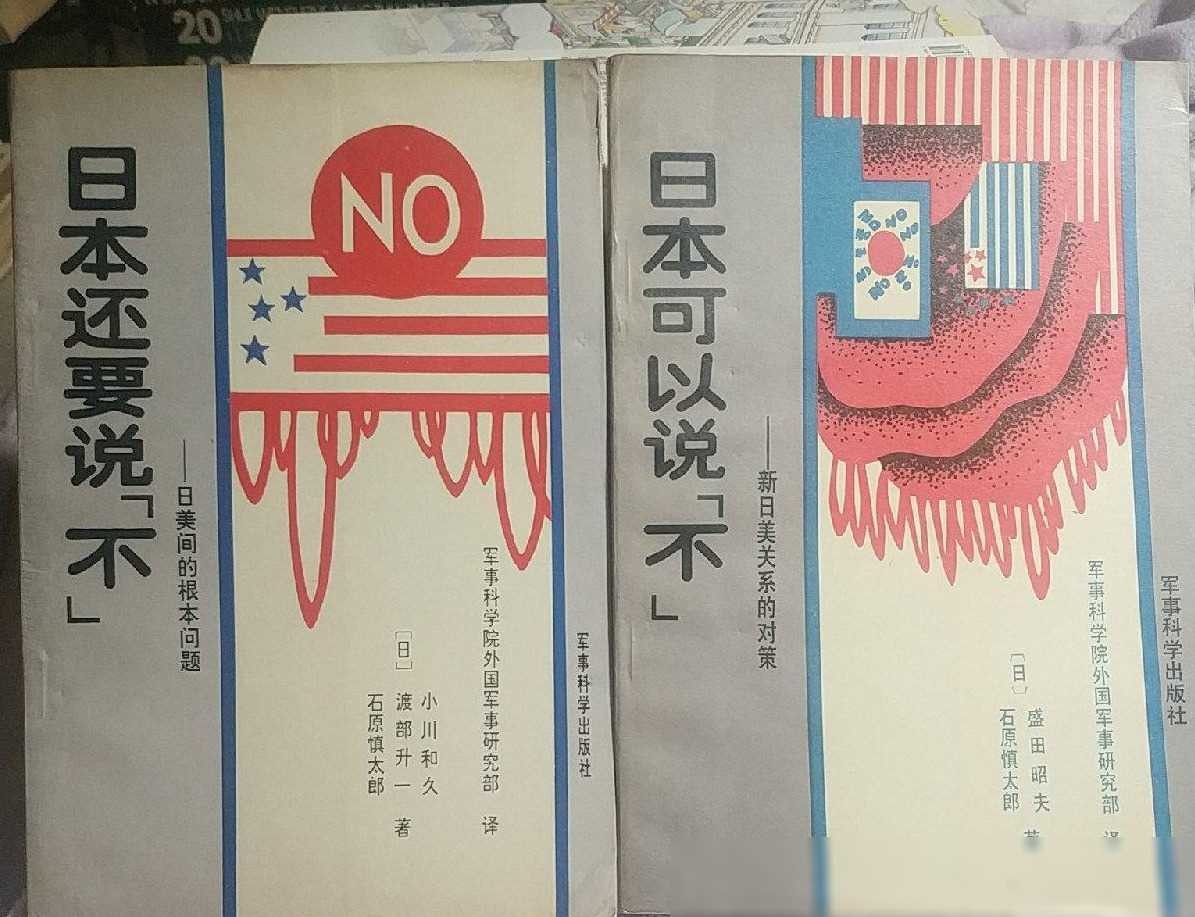 20
日本还要说「不」
——日美间的根本问题
NO
〔日〕
石原慎太郎
渡部升一 著
小川和久
军事科学院外国军事研究部 译
军事科学出版社
日本可以说「不」
——新日美关系的对策
〔日〕
石原慎太郎
盛田昭夫 著
军事科学院外国军事研究部 译
军事科学出版社